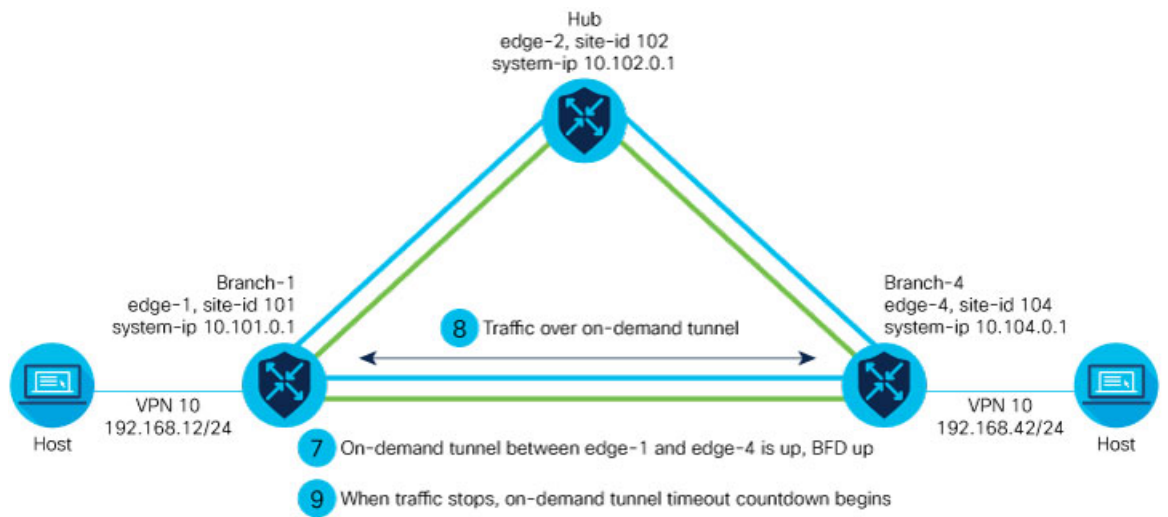 Hub
edge-2, site-id 102
system-ip 10.102.0.1
Branch-1
edge-1, site-id 101
system-ip 10.101.0.1
Branch-4
edge-4, site-id 104
system-ip 10.104.0.1
8 Traffic over on-demand tunnel
VPN 10
192.168.12/24
Host
VPN 10
192.168.42/24
Host
7 On-demand tunnel between edge-1 and edge-4 is up, BFD up
9 When traffic stops, on-demand tunnel timeout countdown begins